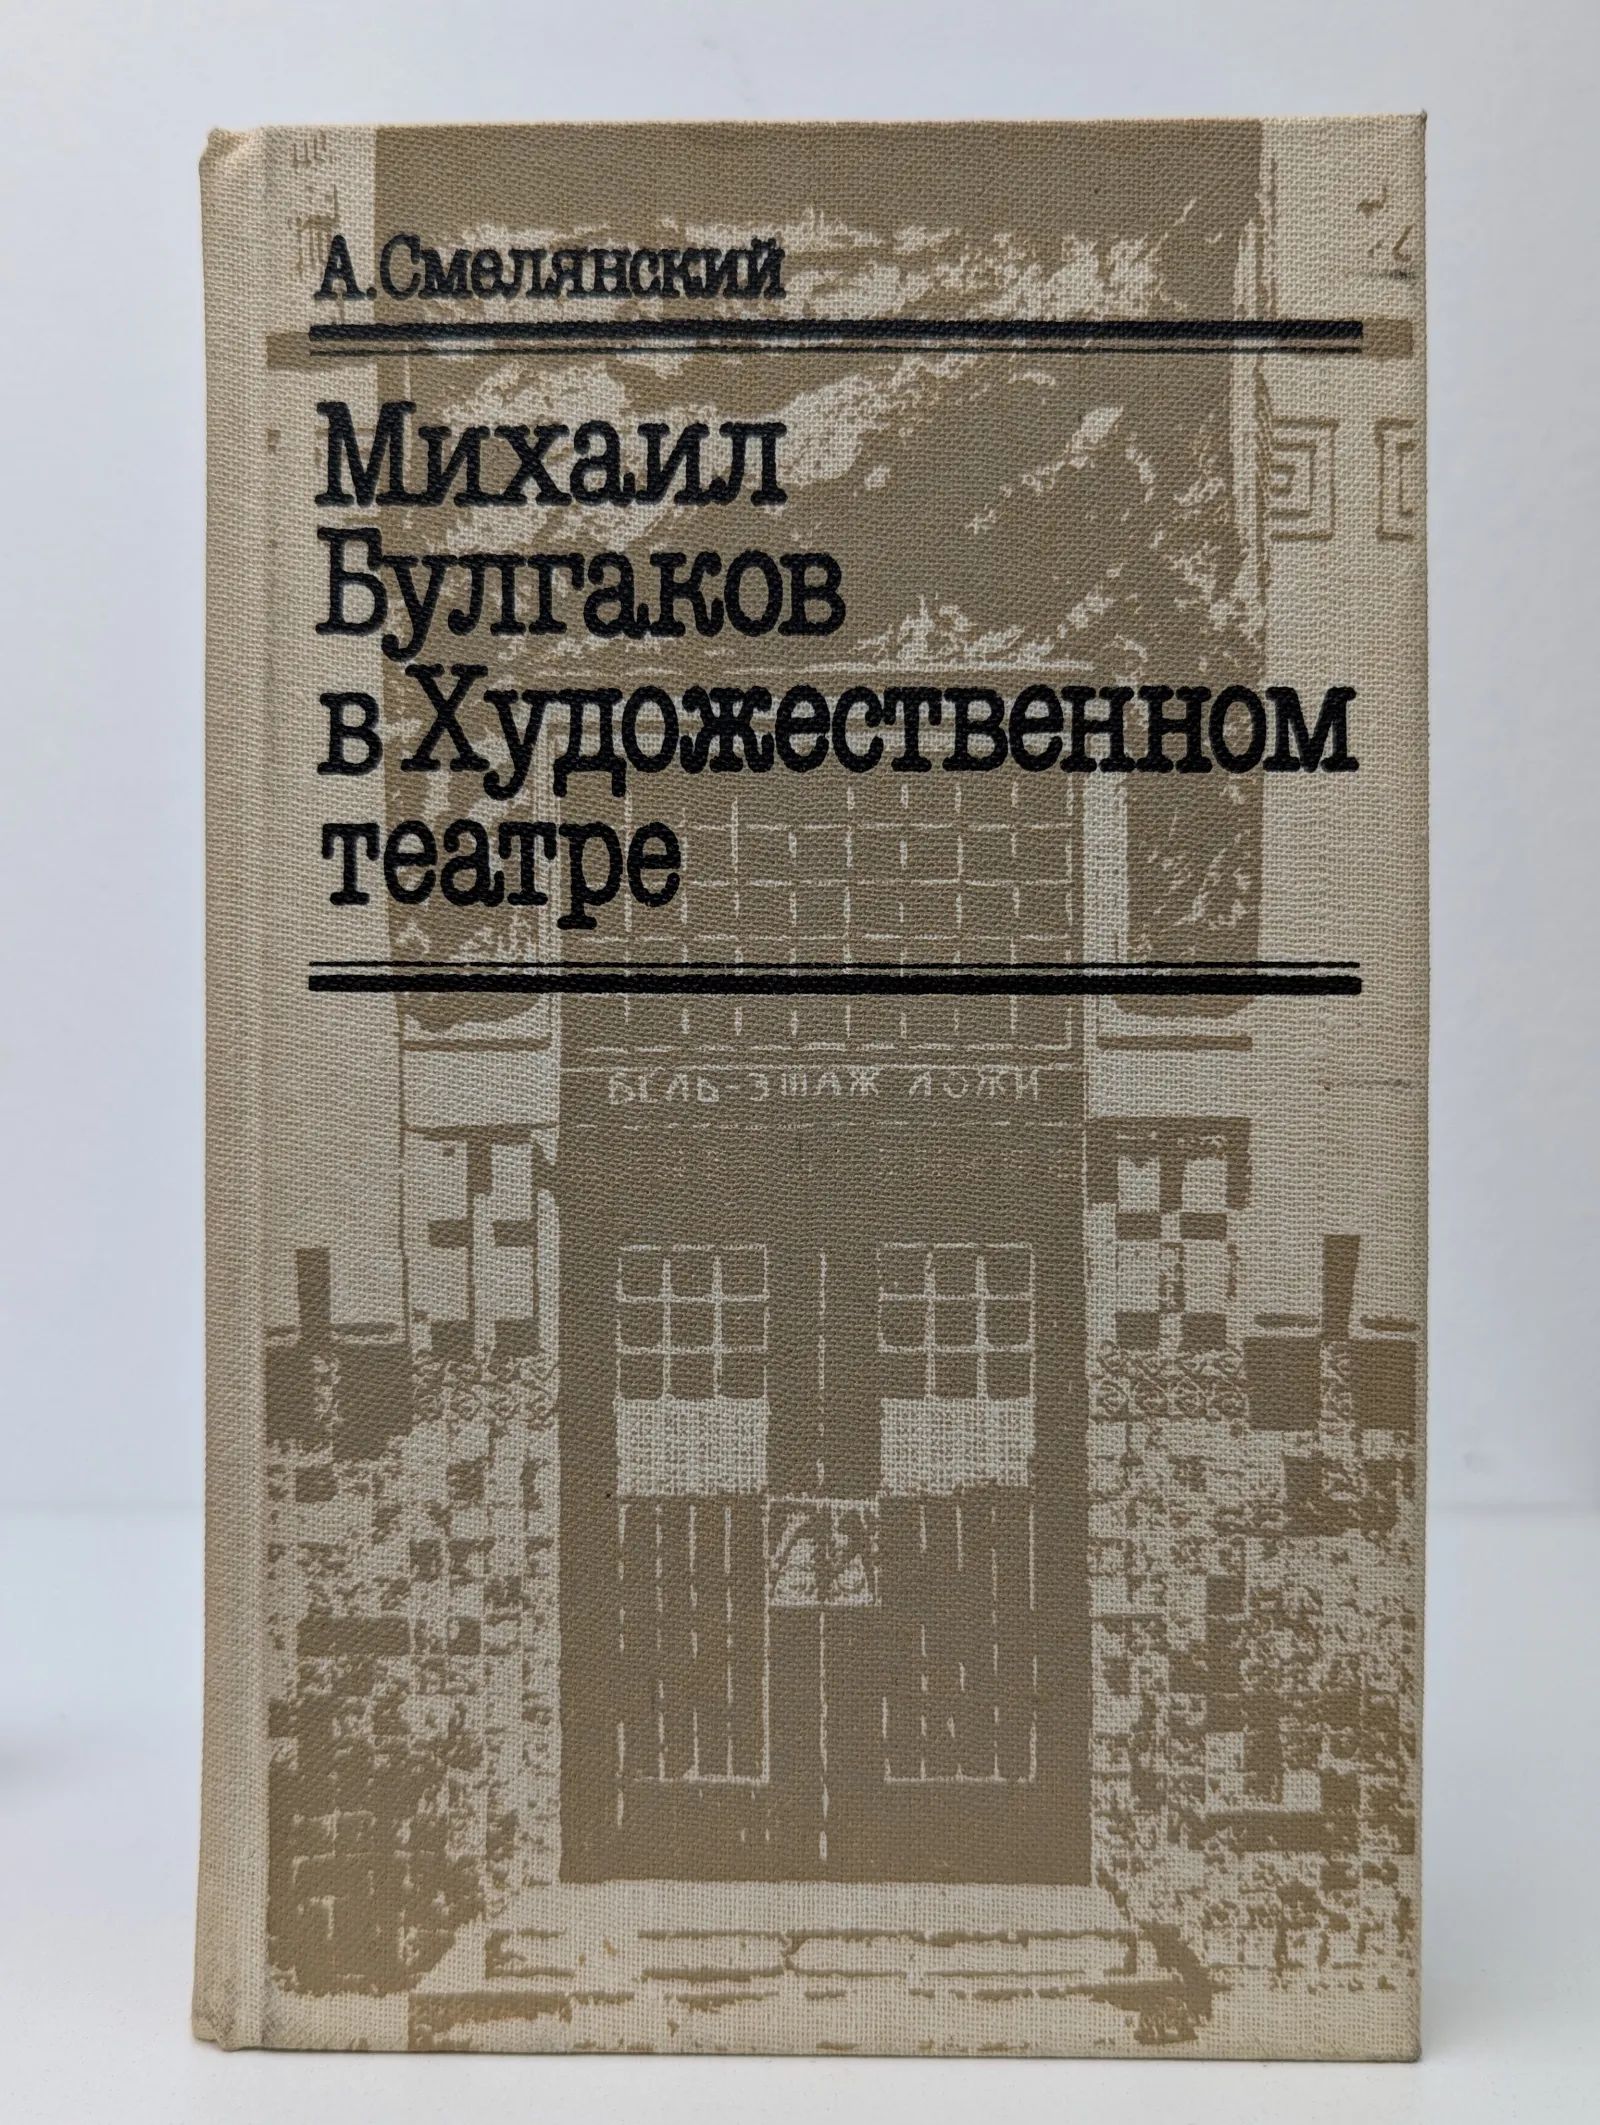 А. Смелянский
Михаил
Булгаков
в Художественном
театре
БЕЛЬ-ЭТАЖ ЛОЖИ